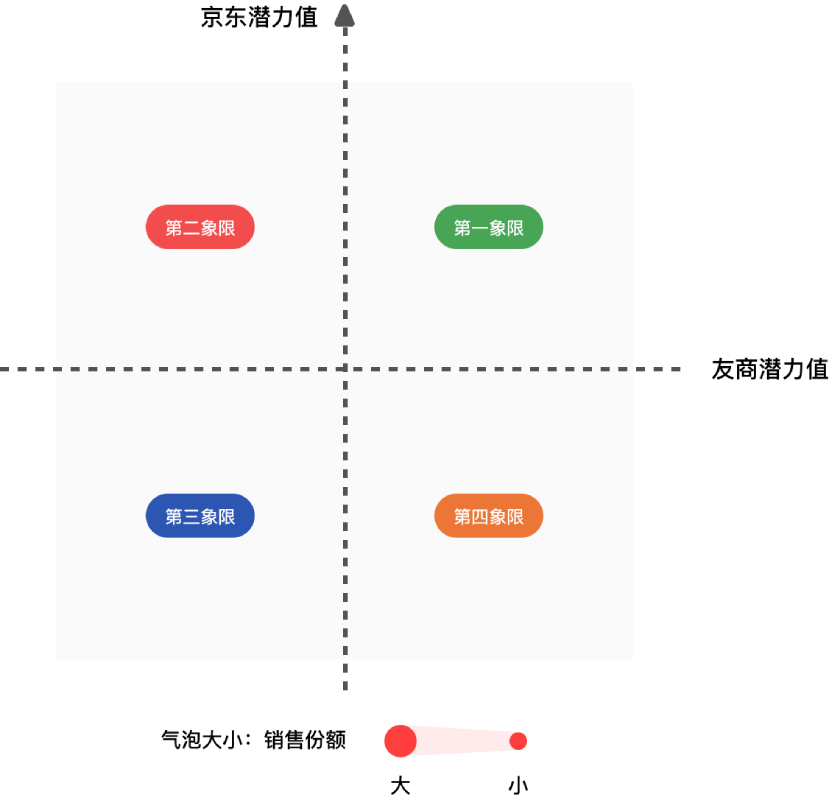 京东潜力值
第二象限
第一象限
友商潜力值
第三象限
第四象限
气泡大小：销售份额
大
小